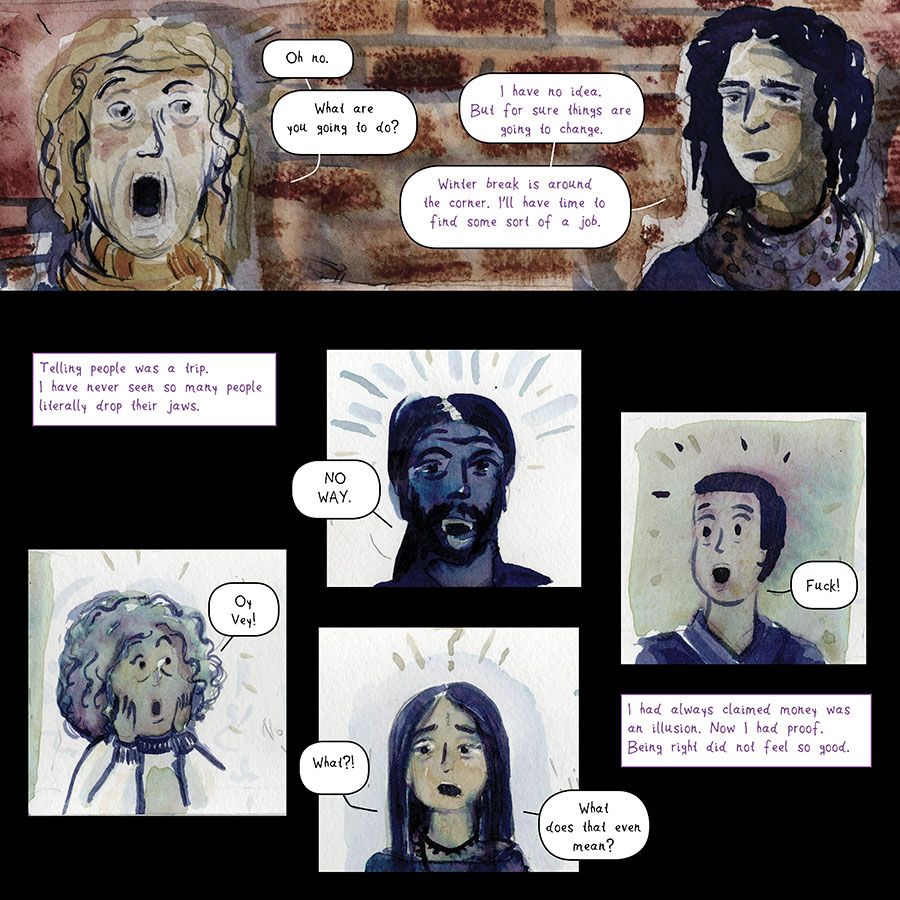 Oh no.
What are
you going to do?
I have no idea.
But for sure things are
going to change.
Winter break is around
the corner. I'll have time to
find some sort of a job.
Telling people was a trip.
I have never seen so many people
literally drop their jaws.
NO
WAY.
Fuck!
Oy
Vey!
What?!
What
does that even
mean?
I had always claimed money was
an illusion. Now I had proof.
Being right did not feel so good.